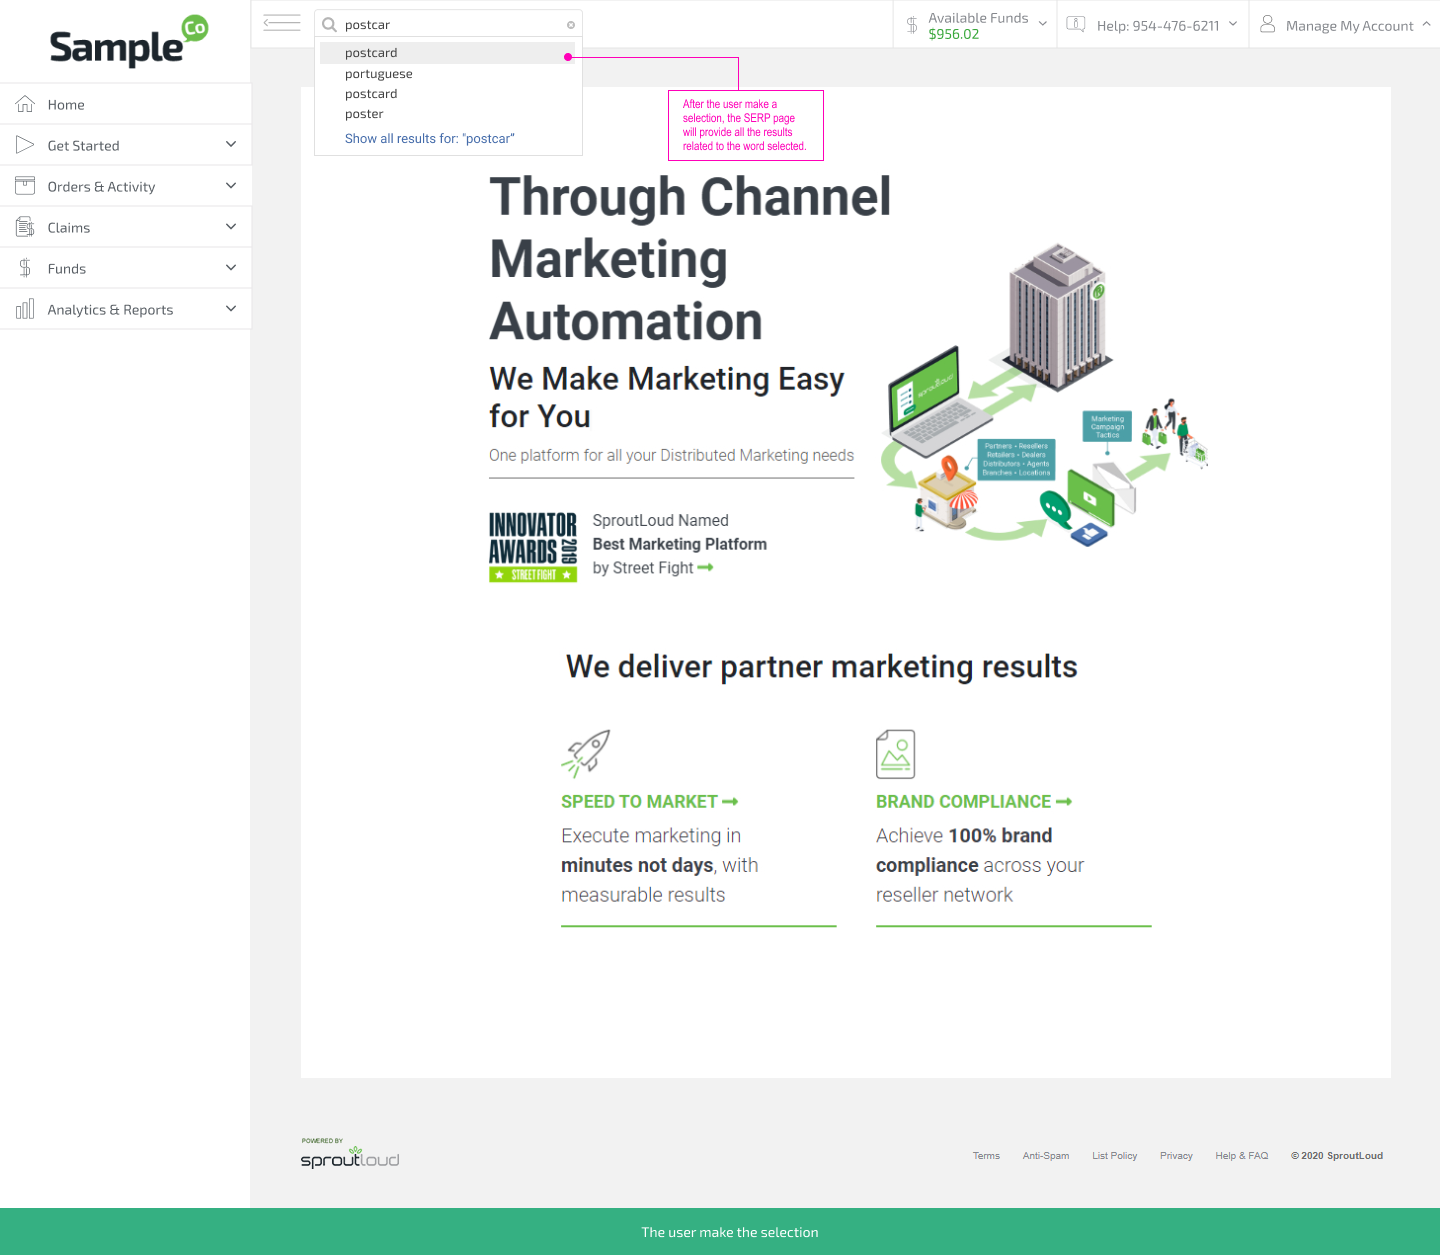 Sample Co
Home
Get Started
Orders & Activity
Claims
Funds
Analytics & Reports
postcar
postcard
portuguese
postcard
poster
Show all results for: "postcar"
Available Funds
$956.02
Help: 954-476-6211
Manage My Account
After the user make a
selection, the SERP page
will provide all the results
related to the word selected.
Through Channel
Marketing
Automation
We Make Marketing Easy
for You
One platform for all your Distributed Marketing needs
sproutloud
Marketing
Campaign
Tactics
Partners • Resellers
Retailers • Dealers
Distributors • Agents
Branches • Locations
INNOVATOR
AWARDS 2019
STREET FIGHT
SproutLoud Named
Best Marketing Platform
by Street Fight
We deliver partner marketing results
SPEED TO MARKET
Execute marketing in
minutes not days, with
measurable results
BRAND COMPLIANCE
Achieve 100% brand
compliance across your
reseller network
POWERED BY
sproutloud
Terms
Anti-Spam
List Policy
Privacy
Help & FAQ
© 2020 SproutLoud
The user make the selection